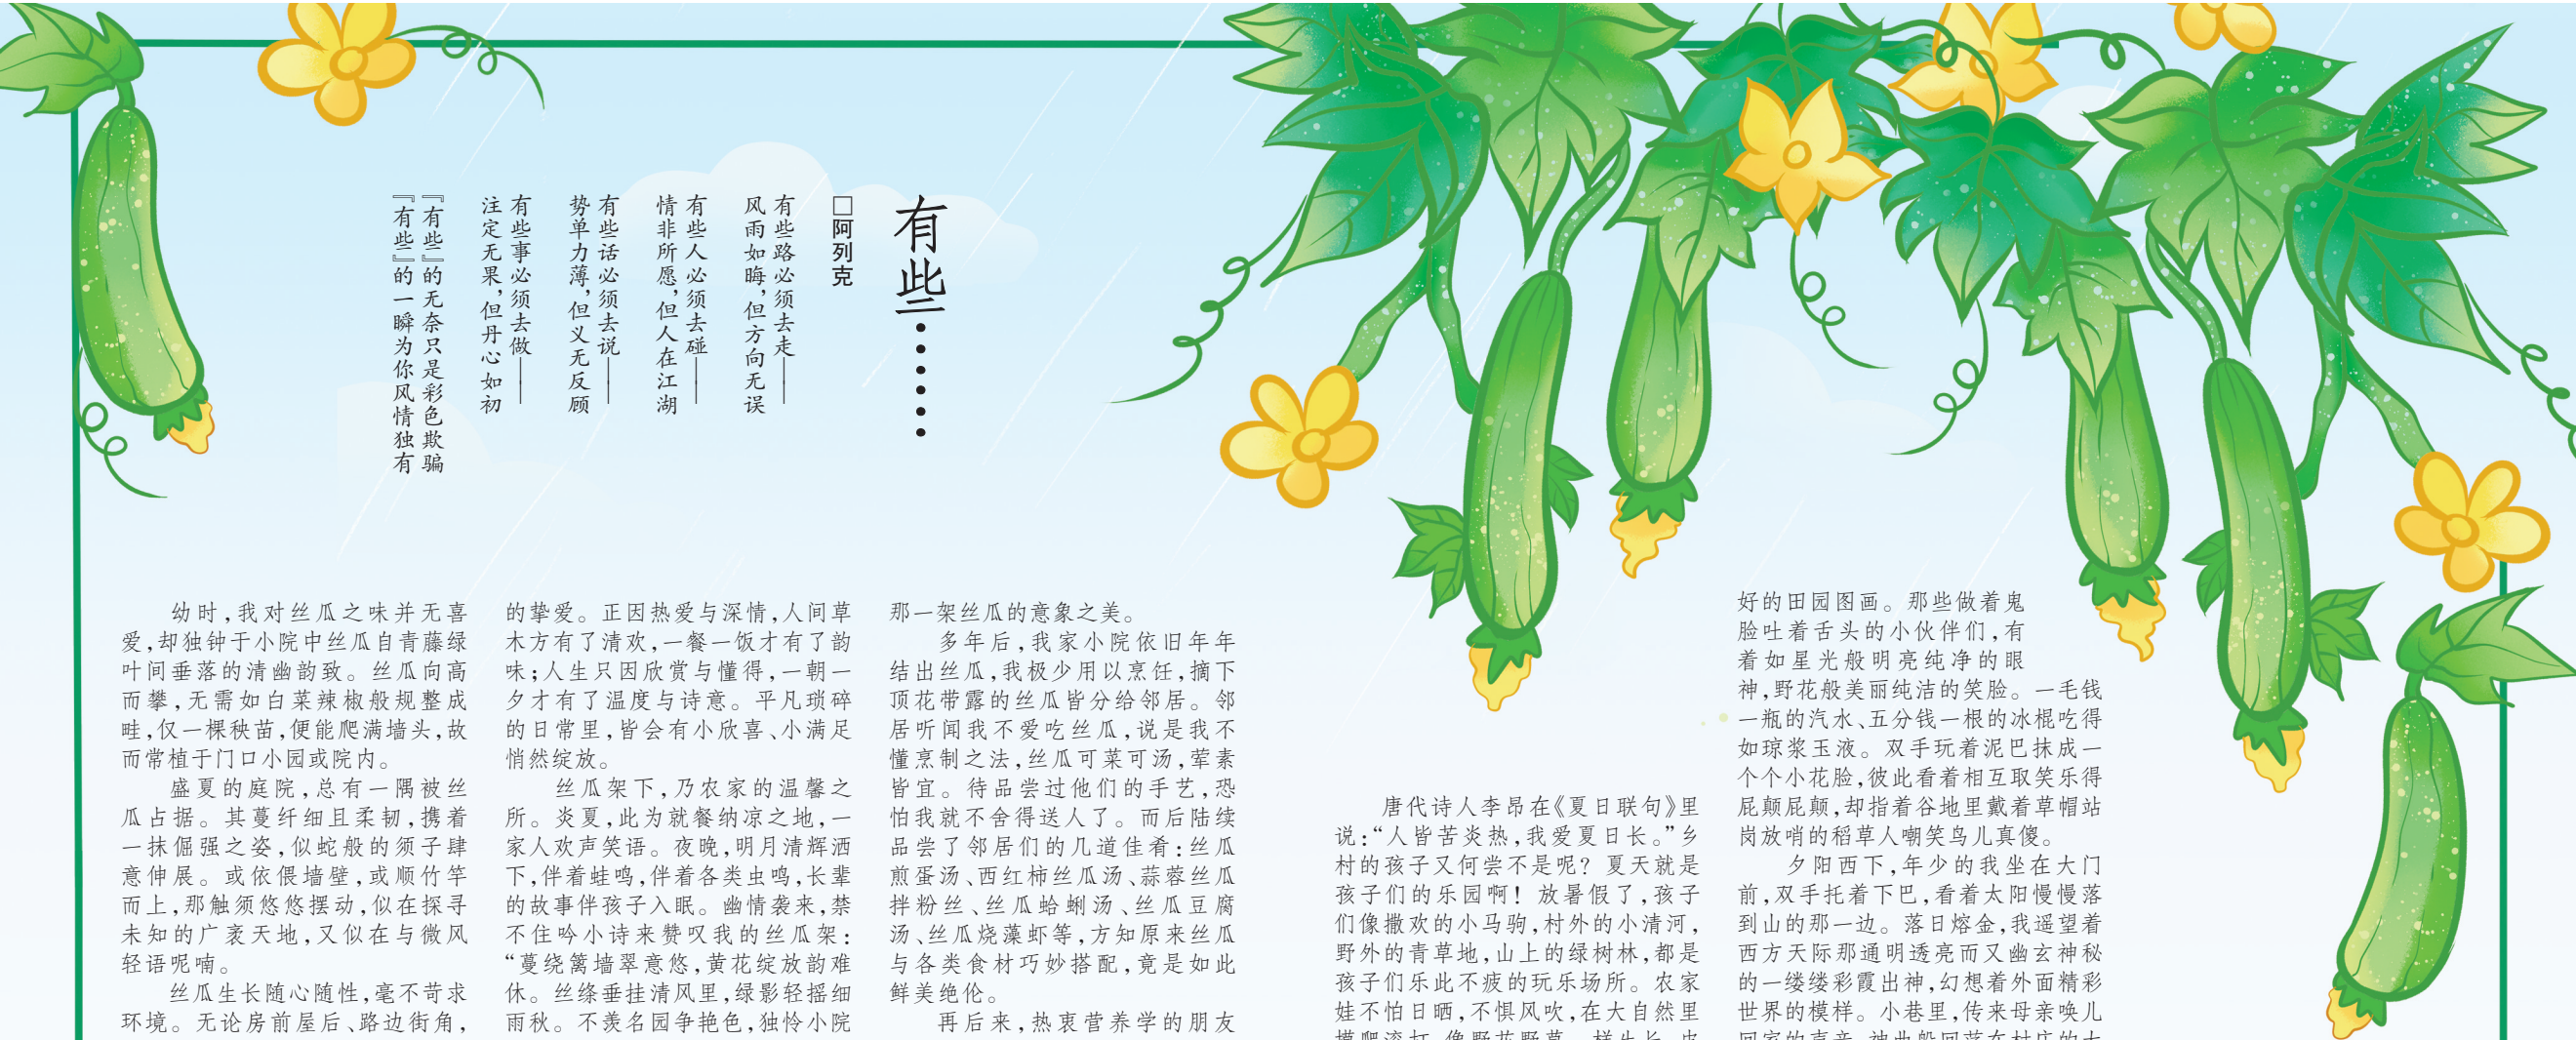 有些······
□阿列克
有些路必须去走——
风雨如晦，但方向无误
有些人必须去碰——
情非所愿，但人在江湖
有些话必须去说——
势单力薄，但义无反顾
有些事必须去做——
注定无果，但丹心如初
『有些』的无奈只是彩色欺骗
『有些』的一瞬为你风情独有
幼时，我对丝瓜之味并无喜
爱，却独钟于小院中丝瓜自青藤绿
叶间垂落的清幽韵致。丝瓜向高
而攀，无需如白菜辣椒般规整成
畦，仅一棵秧苗，便能爬满墙头，故
而常植于门口小园或院内。
盛夏的庭院，总有一隅被丝
瓜占据。其蔓纤细且柔韧，携着
一抹倔强之姿，似蛇般的须子肆
意伸展。或依偎墙壁，或顺竹竿
而上，那触须悠悠摆动，似在探寻
未知的广袤天地，又似在与微风
轻语呢喃。
丝瓜生长随心随性，毫不苛求
环境。无论房前屋后、路边街角，
的挚爱。正因热爱与深情，人间草
木方有了清欢，一餐一饭才有了韵
味；人生只因欣赏与懂得，一朝一
夕才有了温度与诗意。平凡琐碎
的日常里，皆会有小欣喜、小满足
悄然绽放。
丝瓜架下，乃农家的温馨之
所。炎夏，此为就餐纳凉之地，一
家人欢声笑语。夜晚，明月清辉洒
下，伴着蛙鸣，伴着各类虫鸣，长辈
的故事伴孩子入眠。幽情袭来，禁
不住吟小诗来赞叹我的丝瓜架：
“蔓绕篱墙翠意悠，黄花绽放韵难
休。丝绦垂挂清风里，绿影轻摇细
雨秋。不羡名园争艳色，独怜小院
那一架丝瓜的意象之美。
多年后，我家小院依旧年年
结出丝瓜，我极少用以烹饪，摘下
顶花带露的丝瓜皆分给邻居。邻
居听闻我不爱吃丝瓜，说是我不
懂烹制之法，丝瓜可菜可汤，荤素
皆宜。待品尝过他们的手艺，恐
怕我就不舍得送人了。而后陆续
品尝了邻居们的几道佳肴：丝瓜
煎蛋汤、西红柿丝瓜汤、蒜蓉丝瓜
拌粉丝、丝瓜蛤蜊汤、丝瓜豆腐
汤、丝瓜烧藻虾等，方知原来丝瓜
与各类食材巧妙搭配，竟是如此
鲜美绝伦。
再后来，热衷营养学的朋友
唐代诗人李昂在《夏日联句》里
说：“人皆苦炎热，我爱夏日长。”乡
村的孩子又何尝不是呢？夏天就是
孩子们的乐园啊！放暑假了，孩子
们像撒欢的小马驹，村外的小清河，
野外的青草地，山上的绿树林，都是
孩子们乐此不疲的玩乐场所。农家
娃不怕日晒，不惧风吹，在大自然里
好的田园图画。那些做着鬼
脸吐着舌头的小伙伴们，有
着如星光般明亮纯净的眼
神，野花般美丽纯洁的笑脸。一毛钱
一瓶的汽水、五分钱一根的冰棍吃得
如琼浆玉液。双手玩着泥巴抹成一
个个小花脸，彼此看着相互取笑乐得
屁颠屁颠，却指着谷地里戴着草帽站
岗放哨的稻草人嘲笑鸟儿真傻。
夕阳西下，年少的我坐在大门
前，双手托着下巴，看着太阳慢慢落
到山的那一边。落日熔金，我遥望着
西方天际那通明透亮而又幽玄神秘
的一缕缕彩霞出神，幻想着外面精彩
世界的模样。小巷里，传来母亲唤儿